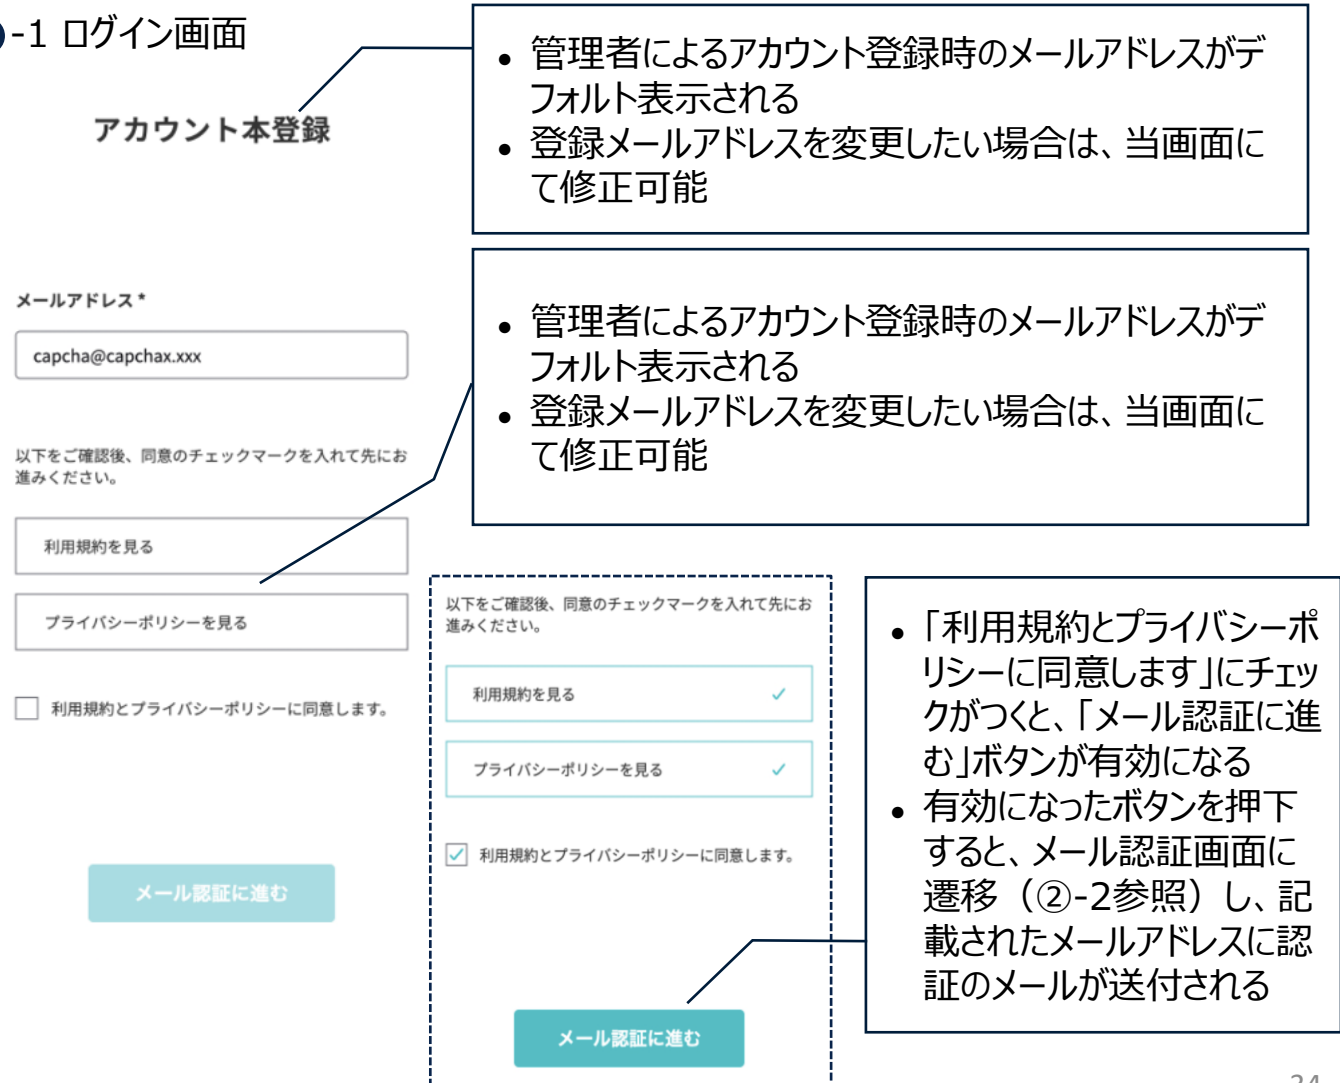 -1 ログイン画面
アカウント本登録
● 管理者によるアカウント登録時のメールアドレスがデ
フォルト表示される
● 登録メールアドレスを変更したい場合は、当画面に
て修正可能
メールアドレス *
capcha@capchax.xxx
以下をご確認後、同意のチェックマークを入れて先にお
進みください。
利用規約を見る
プライバシーポリシーを見る
利用規約とプライバシーポリシーに同意します。
メール認証に進む
● 管理者によるアカウント登録時のメールアドレスがデ
フォルト表示される
● 登録メールアドレスを変更したい場合は、当画面に
て修正可能
以下をご確認後、同意のチェックマークを入れて先にお
進みください。
利用規約を見る
プライバシーポリシーを見る
利用規約とプライバシーポリシーに同意します。
メール認証に進む
● 「利用規約とプライバシーポ
リシーに同意します」にチェッ
クがつくと、「メール認証に進
む」ボタンが有効になる
● 有効になったボタンを押下
すると、メール認証画面に
遷移（②-2参照）し、記
載されたメールアドレスに認
証のメールが送付される